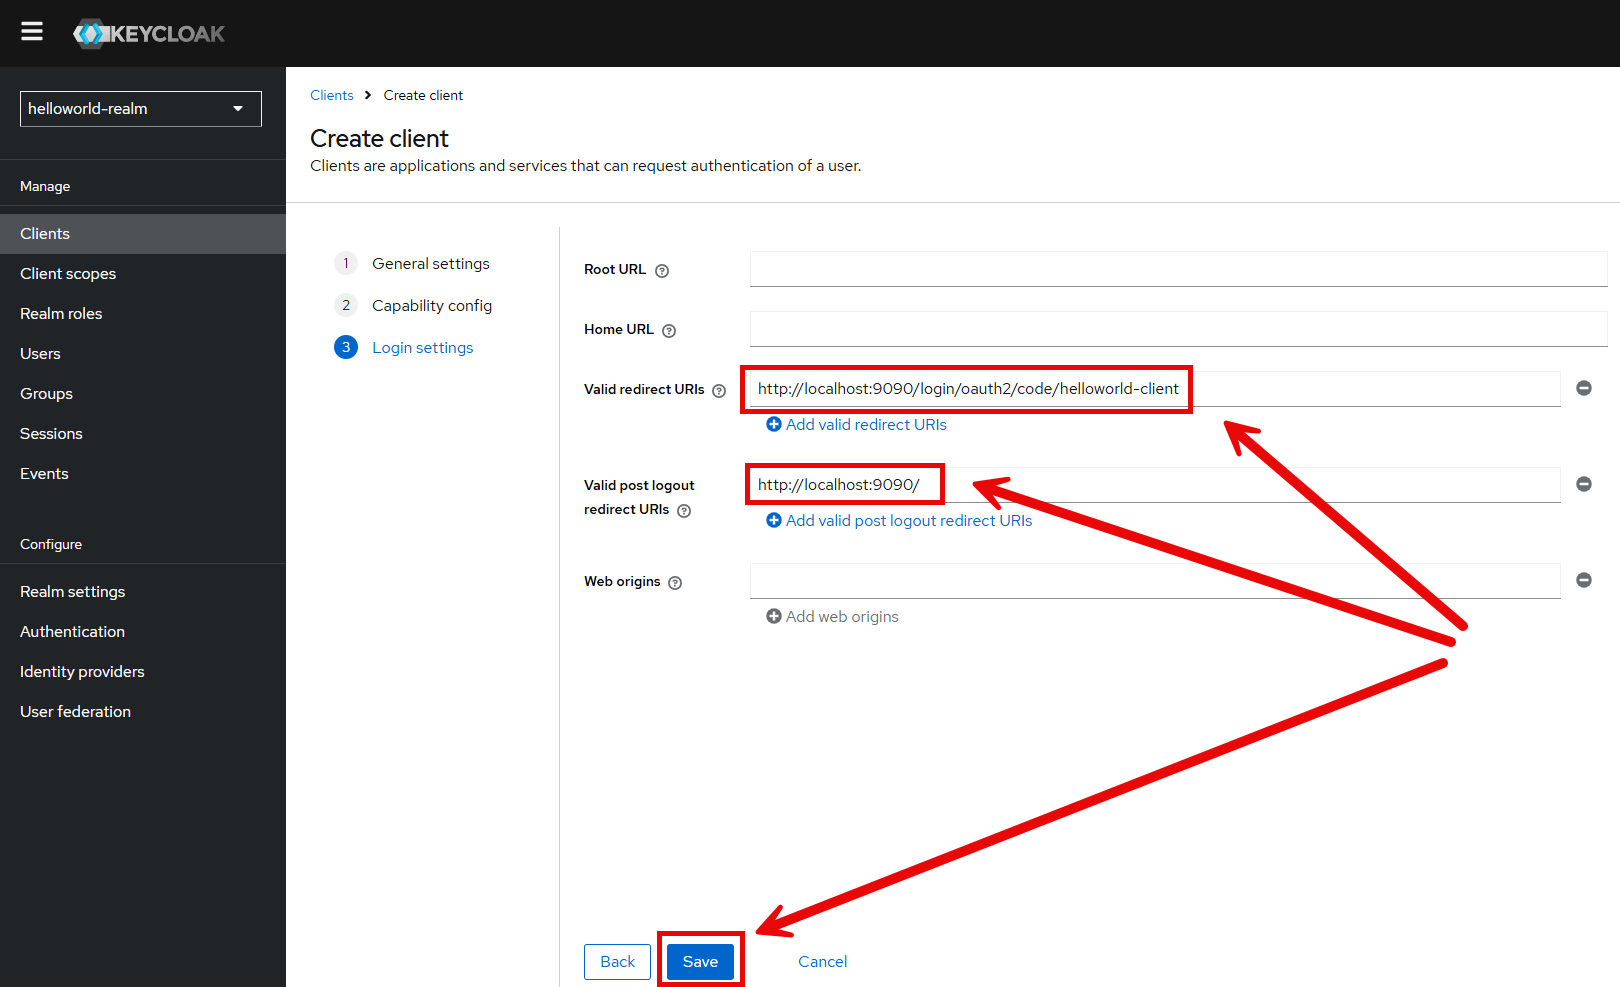 KEYCLOAK
helloworld-realm
Manage
Clients
Client scopes
Realm roles
Users
Groups
Sessions
Events
Configure
Realm settings
Authentication
Identity providers
User federation
Clients > Create client
Create client
Clients are applications and services that can request authentication of a user.
1 General settings
2 Capability config
3 Login settings
Root URL
Home URL
Valid redirect URIs http://localhost:9090/login/oauth2/code/helloworld-client
Add valid redirect URIs
Valid post logout redirect URIs http://localhost:9090/
Add valid post logout redirect URIs
Web origins
Add web origins
Back Save Cancel